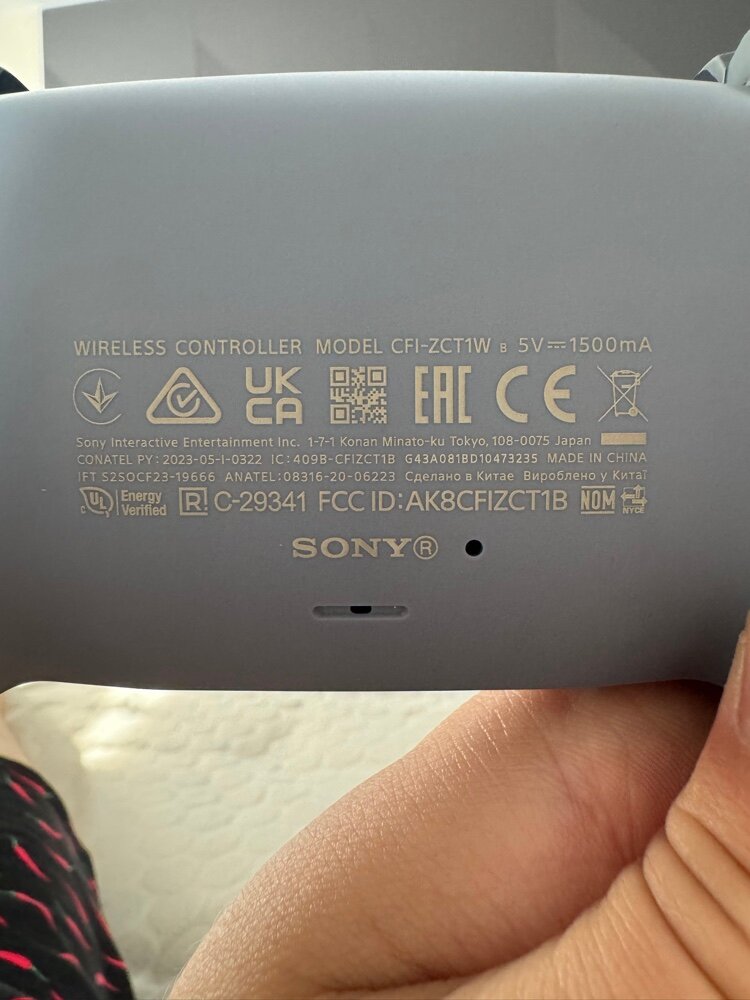 WIRELESS CONTROLLER MODEL CFI-ZCT1W B 5V⎓1500mA
UK CA EAC CE
Sony Interactive Entertainment Inc. 1-7-1 Konan Minato-ku Tokyo, 108-0075 Japan
CONATEL PY: 2023-05-I-0322 IC: 409B-CFIZCT1B G43A081BD10473235 MADE IN CHINA
IFT S2SOCF23-19666 ANATEL: 08316-20-06223 Сделано в Китае Вироблено у Китаї
c UL Energy Verified R C-29341 FCC ID: AK8CFIZCT1B NOM NYCE
SONY®